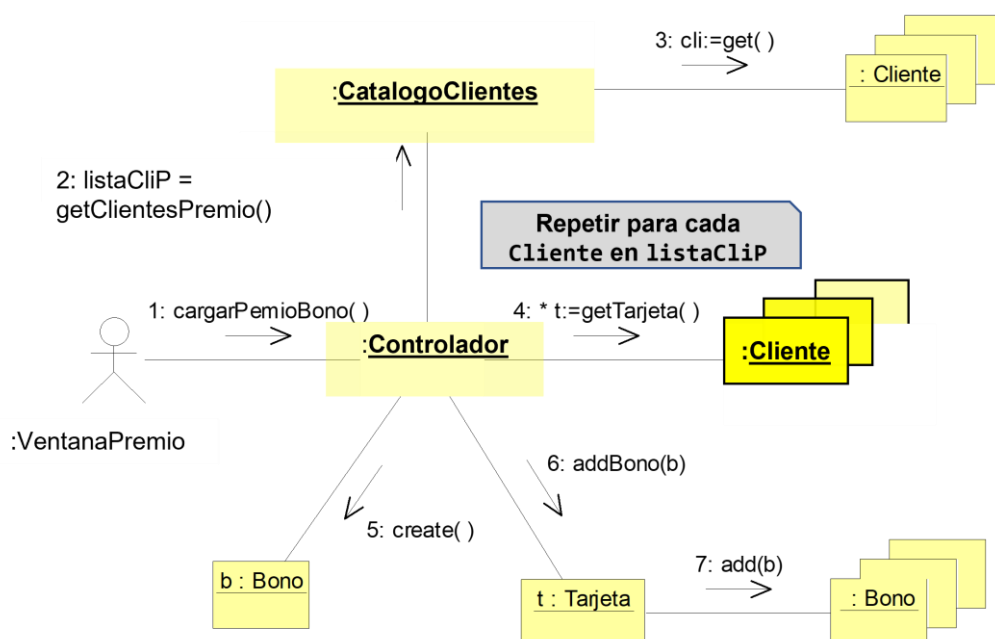 3: cli:=get( )
: Cliente
:CatalogoClientes
2: listaCliP =
getClientesPremio()
Repetir para cada
Cliente en listaCliP
1: cargarPemioBono( )
4: * t:=getTarjeta( )
:Controlador
:Cliente
:VentanaPremio
6: addBono(b)
5: create( )
b : Bono
7: add(b)
t : Tarjeta
: Bono